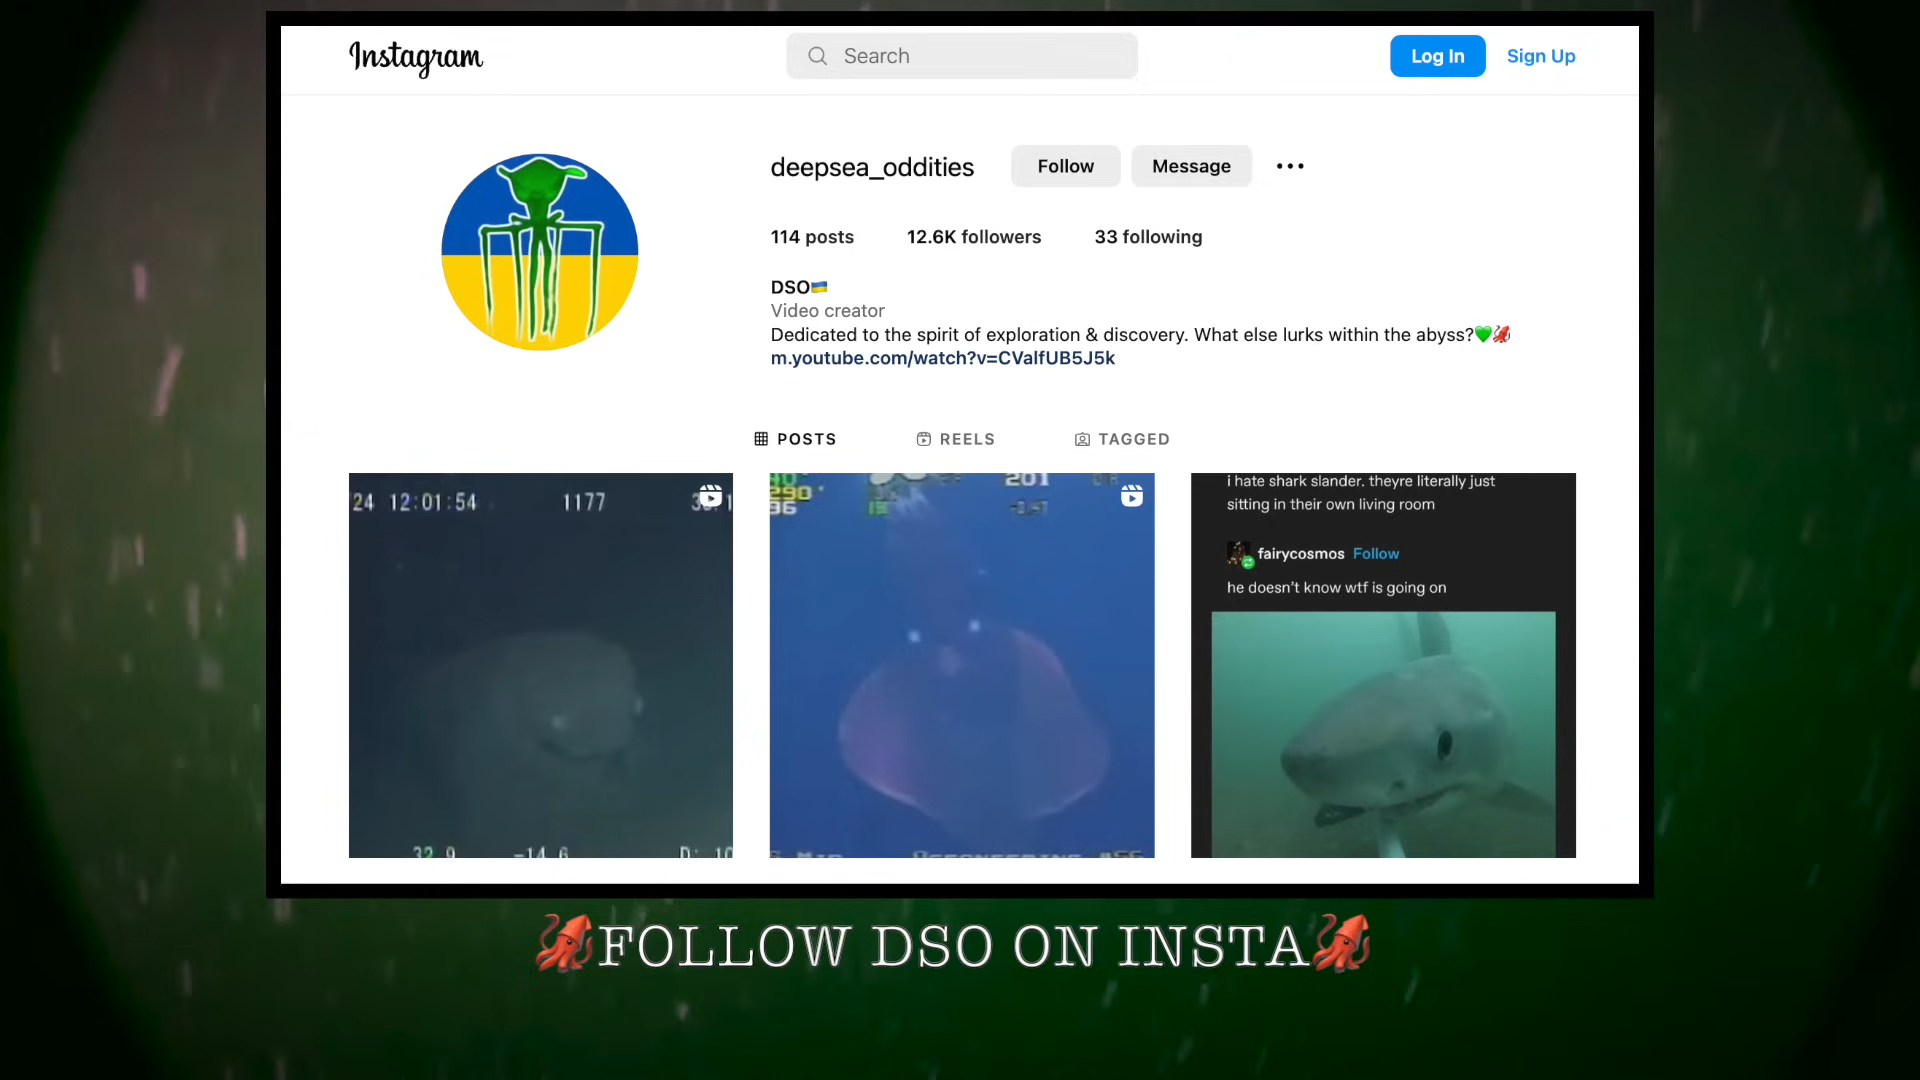 Instagram
Search
Log In
Sign Up
deepsea_oddities
Follow
Message
114 posts
12.6K followers
33 following
DSO🇺🇦
Video creator
Dedicated to the spirit of exploration & discovery. What else lurks within the abyss?💚🦑
m.youtube.com/watch?v=CValfUB5J5k
POSTS
REELS
TAGGED
24 12:01:54 1177
290°
201
i hate shark slander. theyre literally just
sitting in their own living room
fairycosmos Follow
he doesn't know wtf is going on
🦑FOLLOW DSO ON INSTA🦑